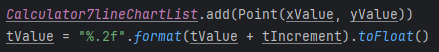 Calculator7lineChartList.add(Point(xValue, yValue))
tValue = "%.2f".format(tValue + tIncrement).toFloat()